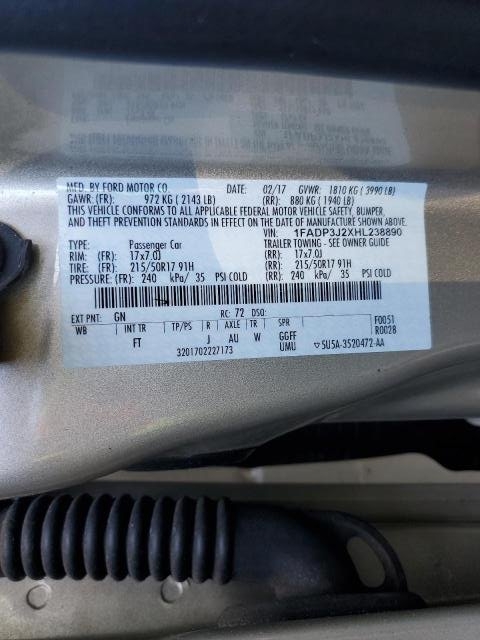 MFD. BY FORD MOTOR CO. DATE: 02/17 GVWR: 1810 KG ( 3990 LB)
GAWR: (FR): 972 KG ( 2143 LB) (RR): 880 KG ( 1940 LB)
THIS VEHICLE CONFORMS TO ALL APPLICABLE FEDERAL MOTOR VEHICLE SAFETY, BUMPER,
AND THEFT PREVENTION STANDARDS IN EFFECT ON THE DATE OF MANUFACTURE SHOWN ABOVE.
VIN: 1FADP3J2XHL238890
TYPE: Passenger Car TRAILER TOWING - SEE OWNER GUIDE
RIM: (FR): 17x7.0J (RR): 17x7.0J
TIRE: (FR): 215/50R17 91H (RR): 215/50R17 91H
PRESSURE: (FR): 240 kPa/ 35 PSI COLD (RR): 240 kPa/ 35 PSI COLD
EXT PNT: GN RC: 72 DSO: F0051
WB INT TR TP/PS R AXLE TR SPR R0028
FT J AU W GGFF
3201702227173 UMU 5U5A-3520472-AA